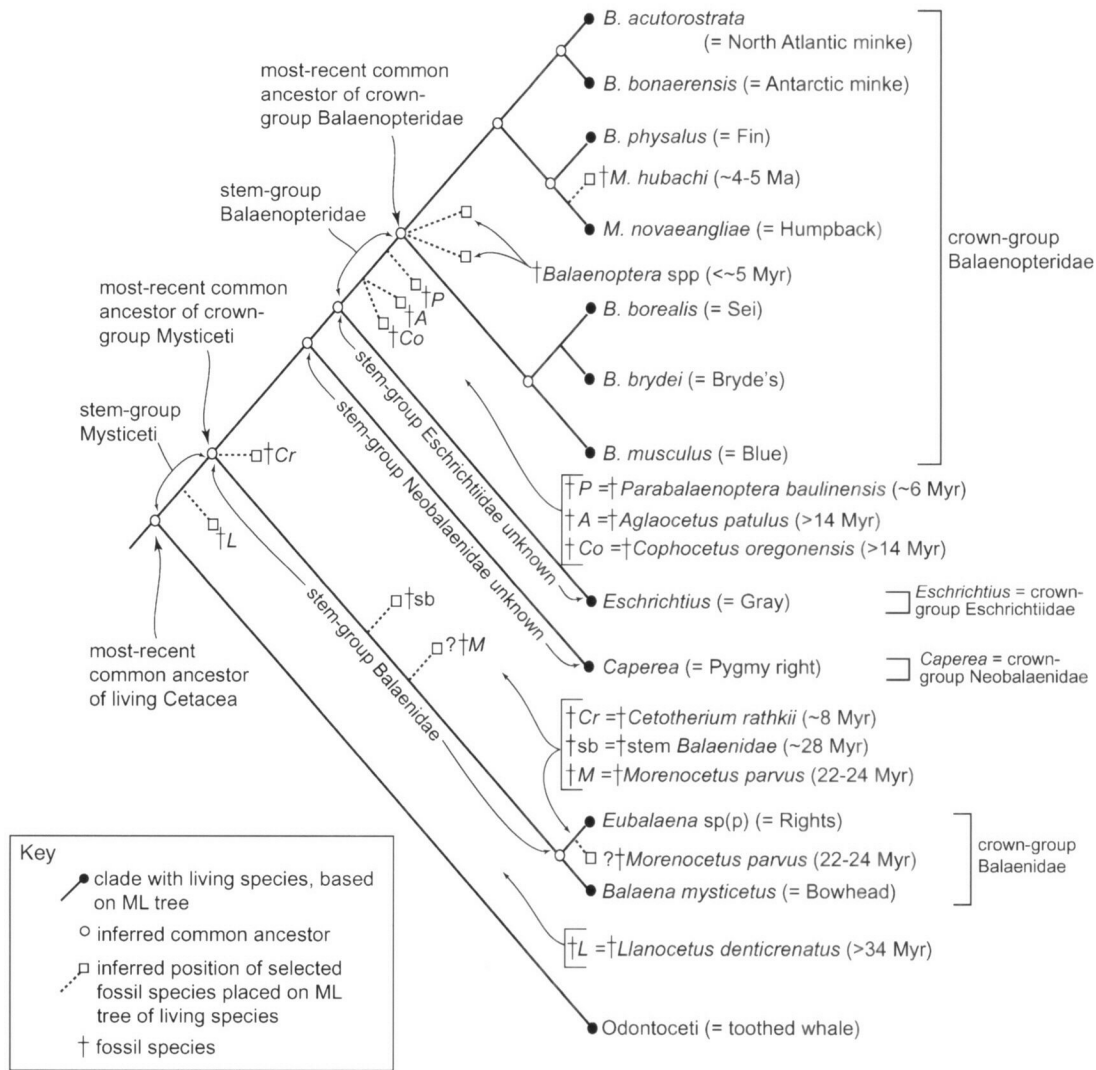 B. acutorostrata
(= North Atlantic minke)
most-recent common
ancestor of crown-
group Balaenopteridae
B. bonaerensis (= Antarctic minke)
B. physalus (= Fin)
†M. hubachi (~4-5 Ma)
stem-group
Balaenopteridae
M. novaeangliae (= Humpback)
crown-group
Balaenopteridae
†Balaenoptera spp (<~5 Myr)
most-recent common
ancestor of crown-
group Mysticeti
†P
†A
†Co
B. borealis (= Sei)
B. brydei (= Bryde's)
stem-group
Mysticeti
†Cr
B. musculus (= Blue)
stem-group Eschrichtiidae unknown
stem-group Neobalaenidae unknown
†L
†P =†Parabalaenoptera baulinensis (~6 Myr)
†A =†Aglaocetus patulus (>14 Myr)
†Co =†Cophocetus oregonensis (>14 Myr)
†sb
Eschrichtius (= Gray)
Eschrichtius = crown-
group Eschrichtiidae
?†M
most-recent
common ancestor
of living Cetacea
stem-group Balaenidae
Caperea (= Pygmy right)
Caperea = crown-
group Neobalaenidae
†Cr =†Cetotherium rathkii (~8 Myr)
†sb =†stem Balaenidae (~28 Myr)
†M =†Morenocetus parvus (22-24 Myr)
Eubalaena sp(p) (= Rights)
?†Morenocetus parvus (22-24 Myr)
Balaena mysticetus (= Bowhead)
crown-group
Balaenidae
†L =†Llanocetus denticrenatus (>34 Myr)
Odontoceti (= toothed whale)
Key
clade with living species, based
on ML tree
inferred common ancestor
inferred position of selected
fossil species placed on ML
tree of living species
† fossil species